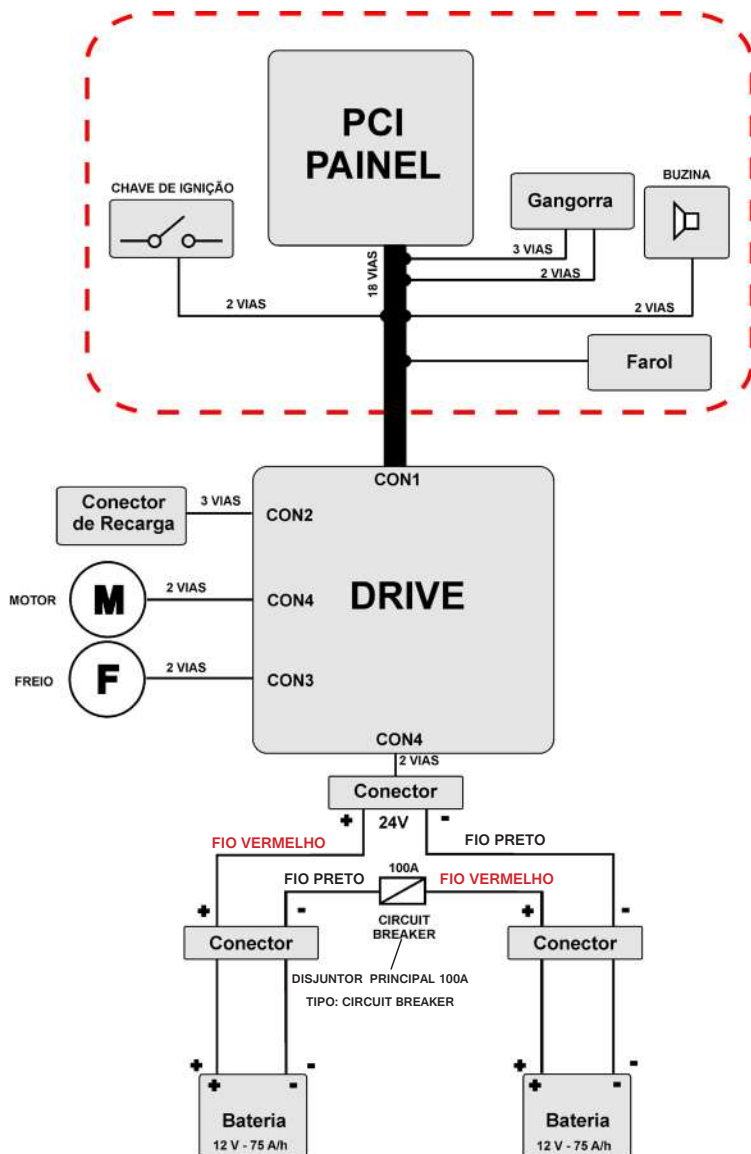 PCI
PAINEL
CHAVE DE IGNIÇÃO
Gangorra
BUZINA
18 VIAS
3 VIAS
2 VIAS
2 VIAS
2 VIAS
Farol
CON1
Conector
de Recarga
3 VIAS
CON2
MOTOR
M
2 VIAS
CON4
DRIVE
FREIO
F
2 VIAS
CON3
CON4
2 VIAS
Conector
+ 24V -
FIO VERMELHO
FIO PRETO
100A
FIO PRETO
FIO VERMELHO
+ -
+ -
CIRCUIT
BREAKER
Conector
Conector
DISJUNTOR PRINCIPAL 100A
TIPO: CIRCUIT BREAKER
+ -
+ -
+ -
+ -
Bateria
12 V - 75 A/h
Bateria
12 V - 75 A/h